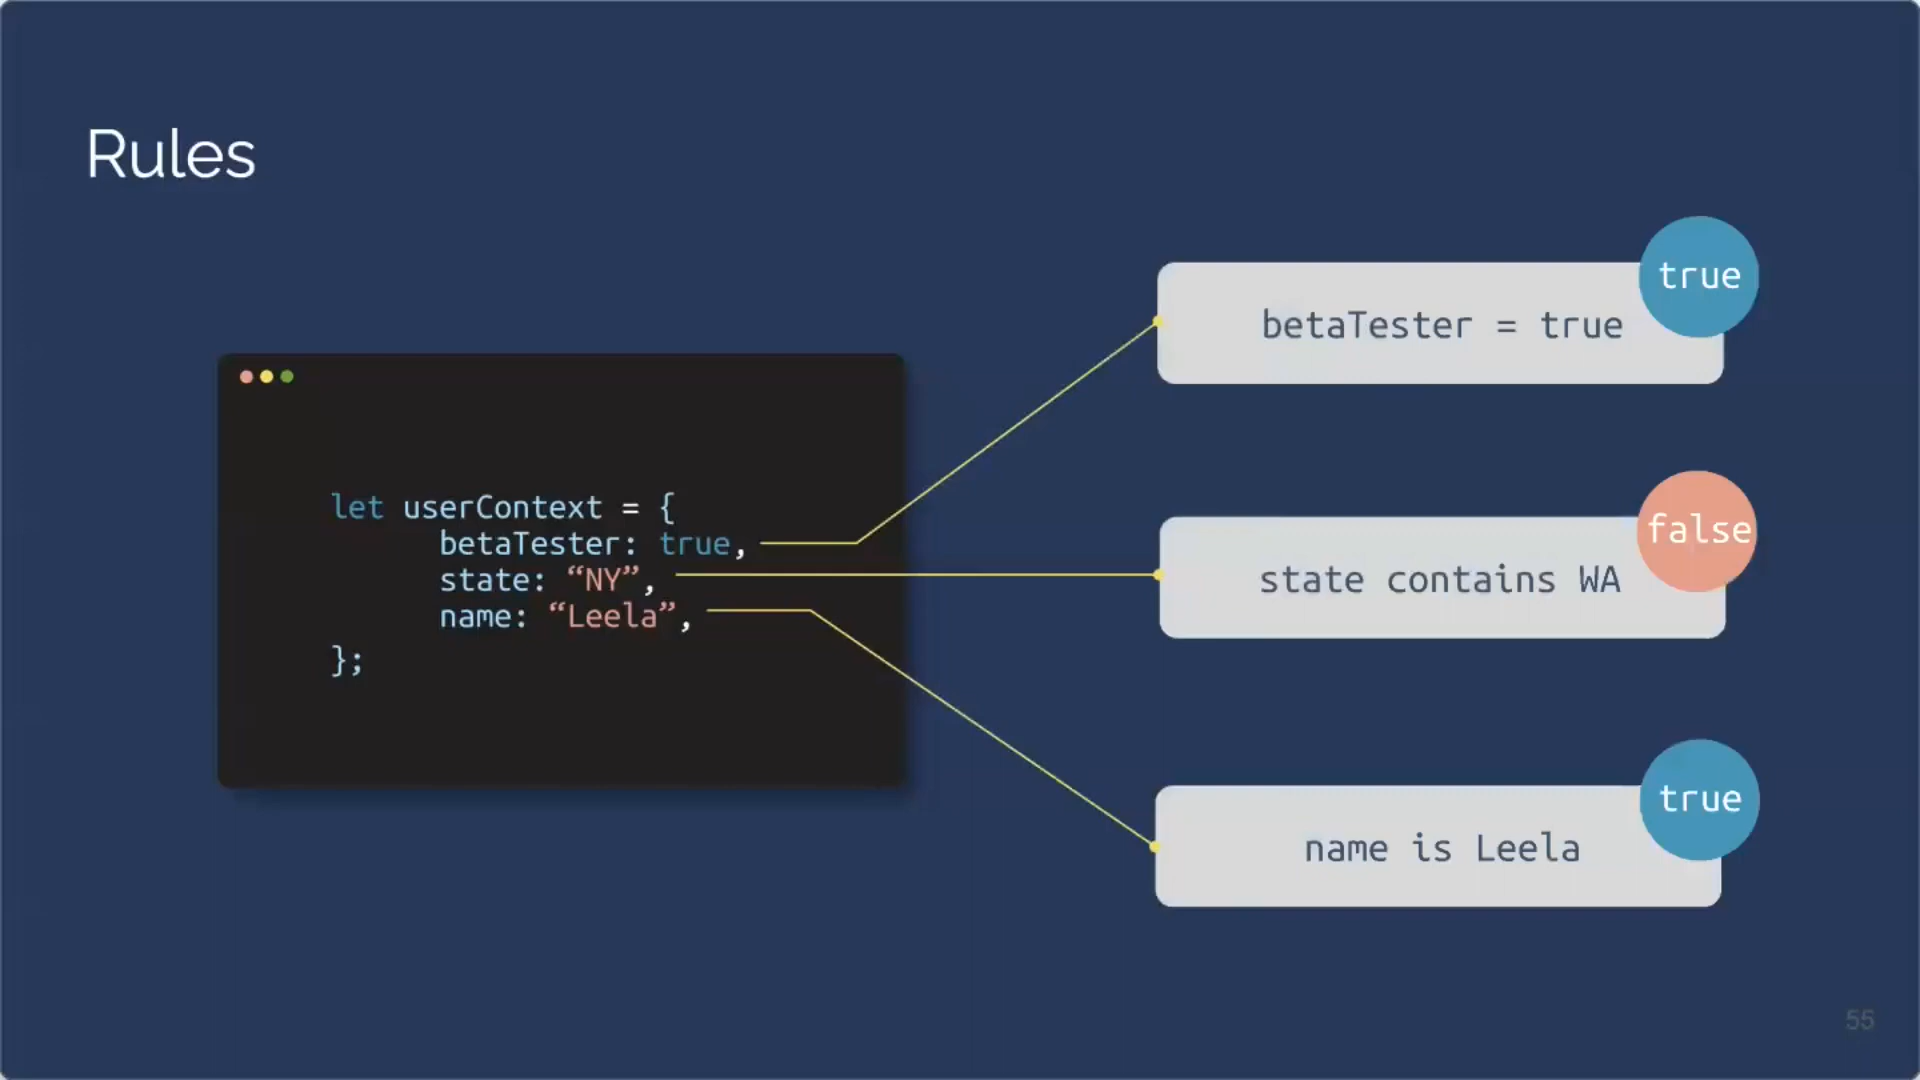 Rules
let userContext = {
betaTester: true,
state: “NY”,
name: “Leela”,
};
betaTester = true
true
state contains WA
false
name is Leela
true
55